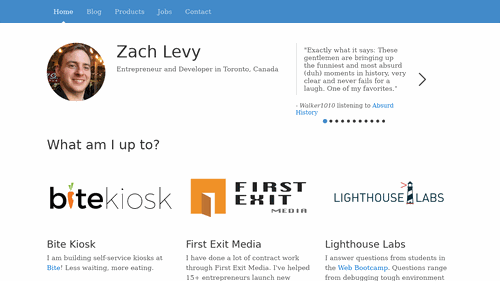 Home Blog Products Jobs Contact
Zach Levy
Entrepreneur and Developer in Toronto, Canada
"Exactly what it says: These
gentlemen are bringing up
the funniest and most absurd
(duh) moments in history, very
clear and never fails for a
laugh. One of my favorites."
- Walker1010 listening to Absurd
History
What am I up to?
bitekiosk
FIRST
EXIT
MEDIA
LIGHTHOUSE LABS
Bite Kiosk
I am building self-service kiosks at
Bite! Less waiting, more eating.
First Exit Media
I have done a lot of contract work
through First Exit Media. I've helped
15+ entrepreneurs launch new
Lighthouse Labs
I answer questions from students in
the Web Bootcamp. Questions range
from debugging tough environment